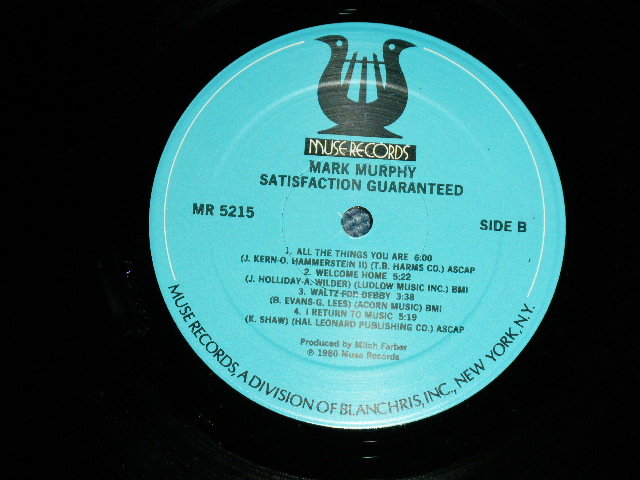 MUSE RECORDS
MARK MURPHY
SATISFACTION GUARANTEED
MR 5215
SIDE B
1. ALL THE THINGS YOU ARE 6:00
(J. KERN-O. HAMMERSTEIN II) (T.B. HARMS CO.) ASCAP
2. WELCOME HOME 5:22
(J. HOLLIDAY-A. WILDER) (LUDLOW MUSIC INC.) BMI
3. WALTZ FOR DEBBY 3:38
(B. EVANS-G. LEES) (ACORN MUSIC) BMI
4. I RETURN TO MUSIC 5:19
(K. SHAW) (HAL LEONARD PUBLISHING CO.) ASCAP
Produced by Mitch Farber
℗ 1980 Muse Records
MUSE RECORDS, A DIVISION OF BLANCHRIS, INC., NEW YORK, N.Y.